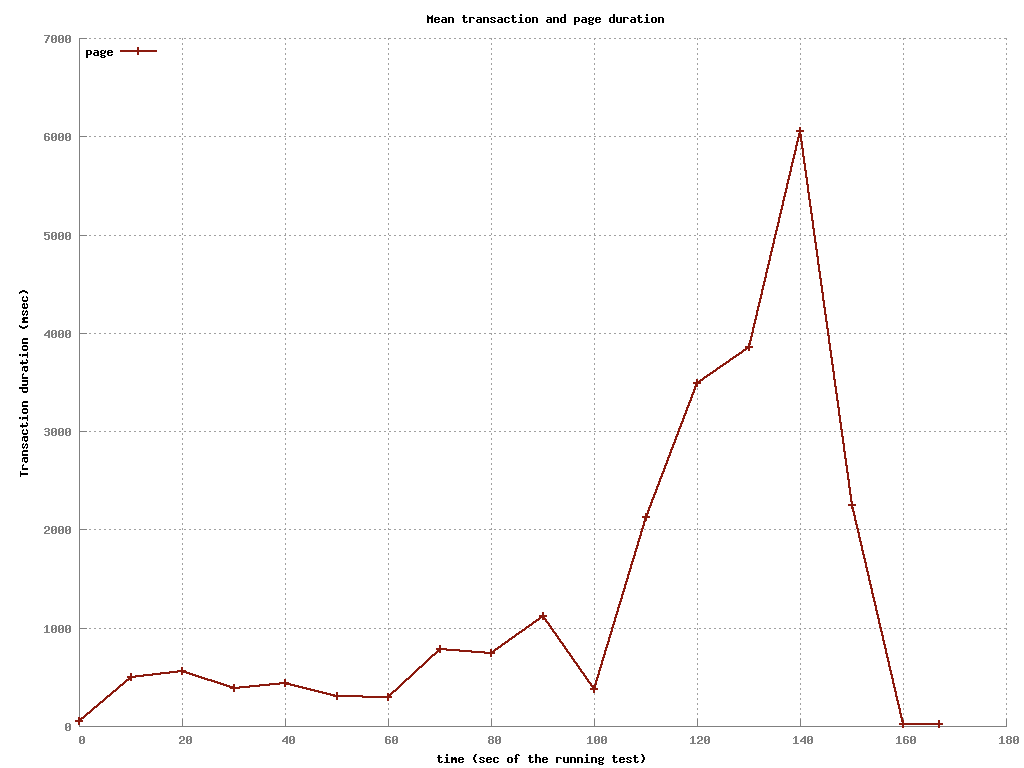 Mean transaction and page duration
7000
page
6000
5000
4000
3000
2000
1000
0
Transaction duration (msec)
0 20 40 60 80 100 120 140 160 180
time (sec of the running test)